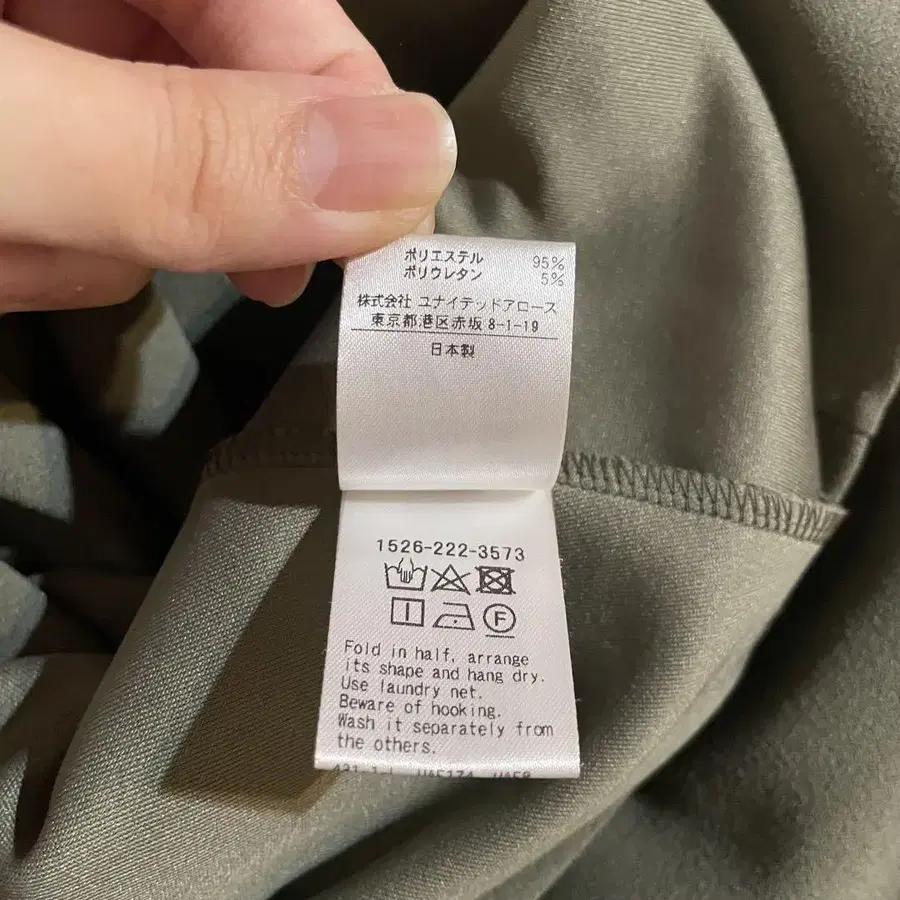 ポリエステル 95%
ポリウレタン 5%
株式会社 ユナイテッドアローズ
東京都港区赤坂 8-1-19
日本製
1526-222-3573
F
Fold in half, arrange
its shape and hang dry.
Use laundry net.
Beware of hooking.
Wash it separately from
the others.